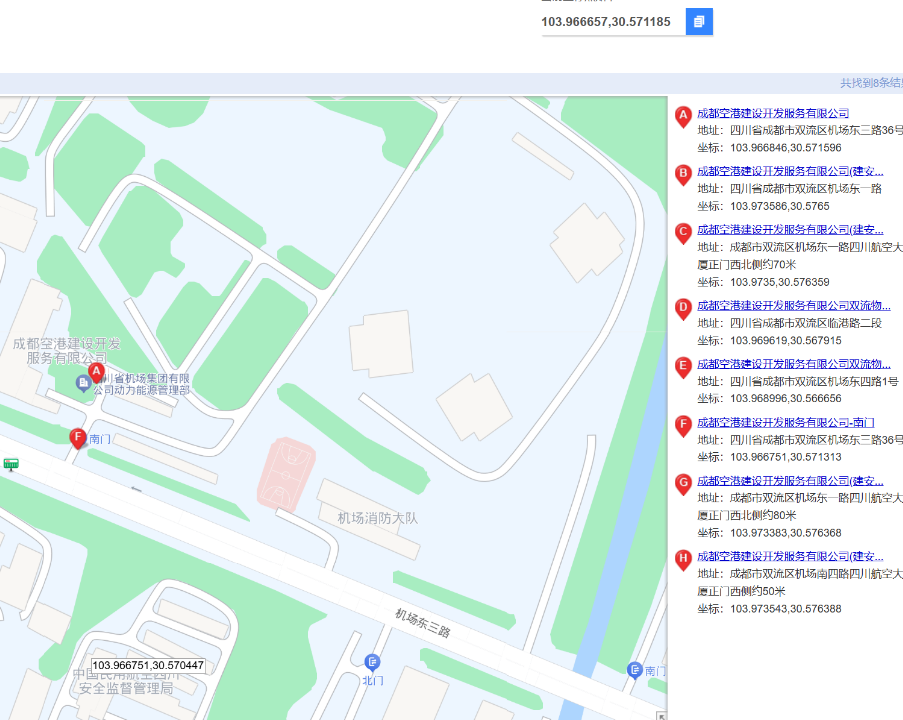 103.966657,30.571185
共找到8条结
成都空港建设开发服务有限公司
地址：四川省成都市双流区机场东三路36号
坐标：103.966846,30.571596
成都空港建设开发服务有限公司(建安...
地址：四川省成都市双流区机场东一路
坐标：103.973586,30.5765
成都空港建设开发服务有限公司(建安...
地址：成都市双流区机场东一路四川航空大
厦正门西北侧约70米
坐标：103.9735,30.576359
成都空港建设开发服务有限公司双流物...
地址：四川省成都市双流区临港路二段
坐标：103.969619,30.567915
成都空港建设开发服务有限公司双流物...
地址：四川省成都市双流区机场东四路1号
坐标：103.968996,30.566656
成都空港建设开发服务有限公司-南门
地址：四川省成都市双流区机场东三路36号
坐标：103.966751,30.571313
成都空港建设开发服务有限公司(建安...
地址：成都市双流区机场东一路四川航空大
厦正门西北侧约80米
坐标：103.973383,30.576368
成都空港建设开发服务有限公司(建安...
地址：成都市双流区机场南四路四川航空大
厦正门西侧约50米
坐标：103.973543,30.576388
A
B
C
D
E
F
G
H
成都空港建设开发
服务有限公司
A
川省机场集团有限
公司动力能源管理部
F
南门
机场消防大队
机场东三路
103.966751,30.570447
中国民用航空四川
安全监督管理局
北门
南门